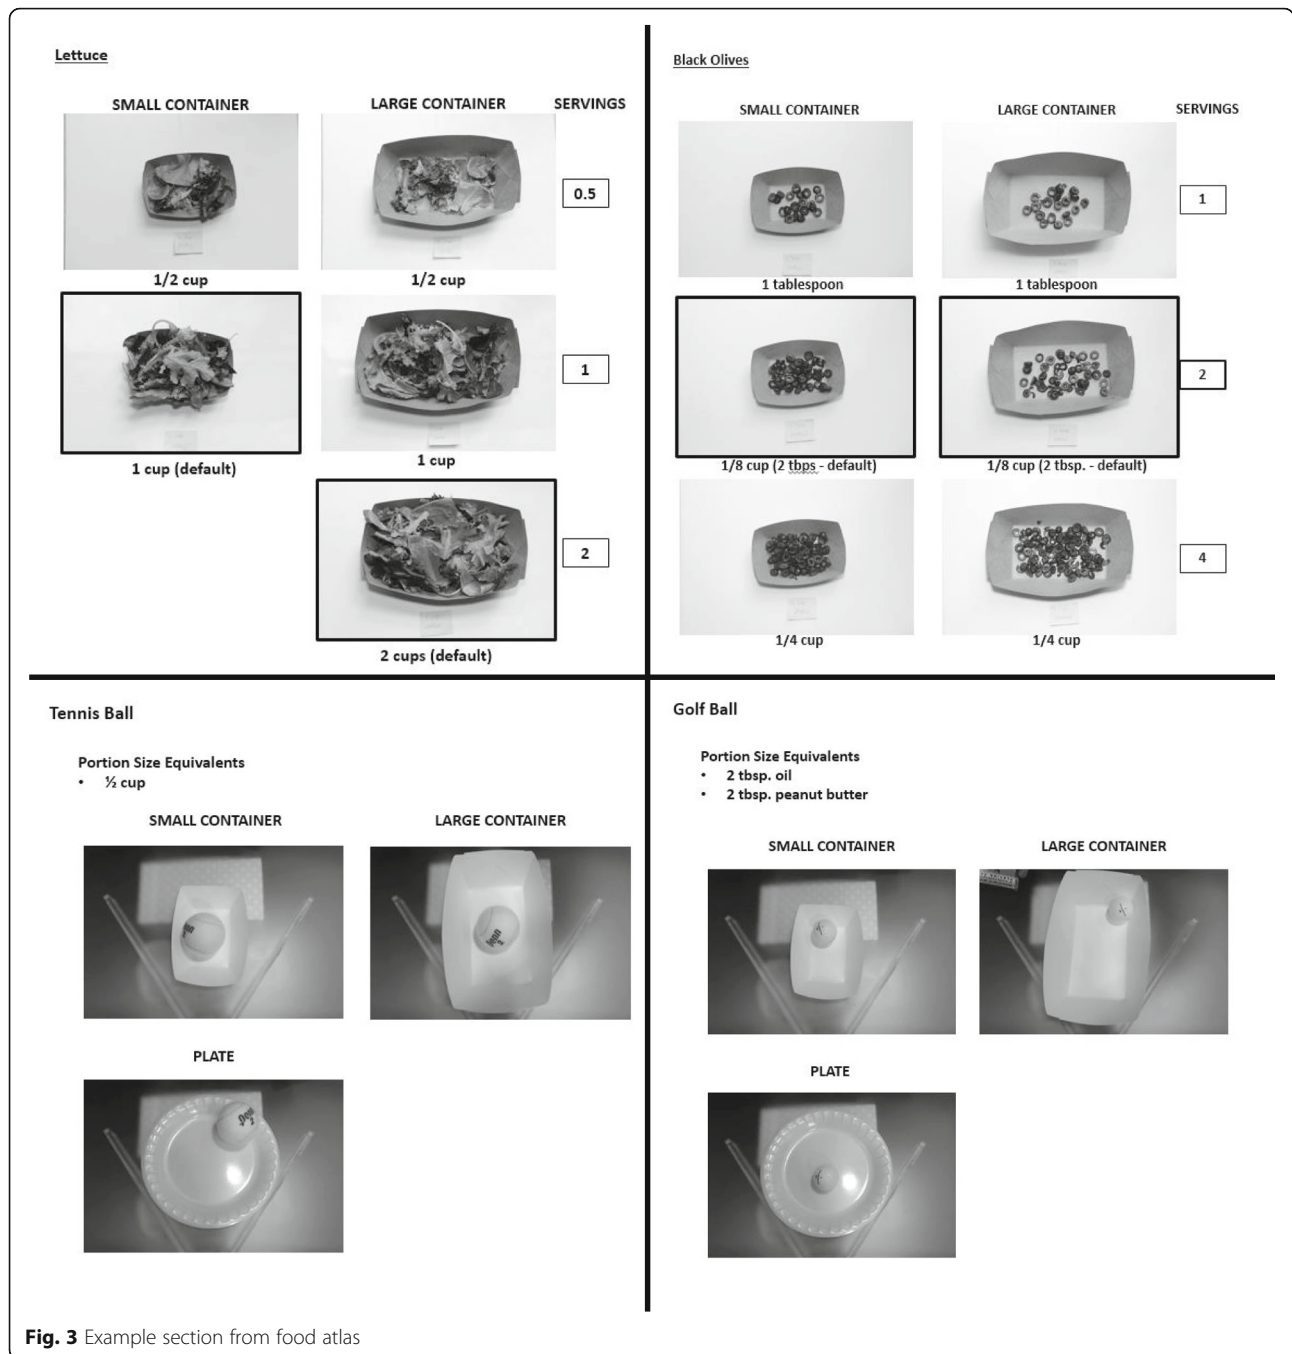 Lettuce
SMALL CONTAINER
LARGE CONTAINER
SERVINGS
0.5
1/2 cup
1/2 cup
1
1 cup (default)
1 cup
2
2 cups (default)
Black Olives
SMALL CONTAINER
LARGE CONTAINER
SERVINGS
1
1 tablespoon
1 tablespoon
2
1/8 cup (2 tbps - default)
1/8 cup (2 tbsp. - default)
4
1/4 cup
1/4 cup
Tennis Ball
Portion Size Equivalents
• ½ cup
SMALL CONTAINER
LARGE CONTAINER
Penn
2
PLATE
Golf Ball
Portion Size Equivalents
• 2 tbsp. oil
• 2 tbsp. peanut butter
SMALL CONTAINER
LARGE CONTAINER
PLATE
Fig. 3 Example section from food atlas